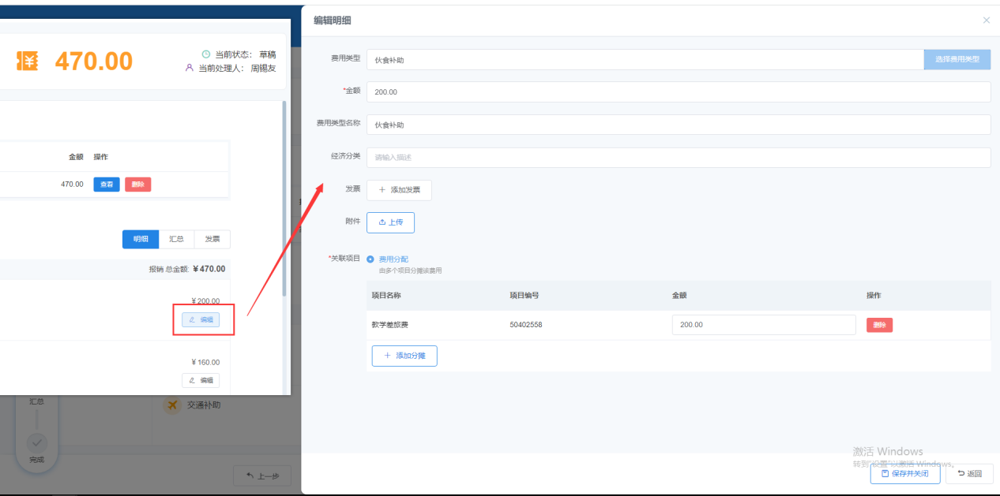 470.00
当前状态： 草稿
当前处理人： 周锡友
金额 操作
470.00 查看 删除
明细 汇总 发票
报销 总金额: ￥470.00
￥200.00
编辑
￥160.00
编辑
汇总
交通补助
完成
上一步
编辑明细
费用类型 伙食补助 选择费用类型
*金额 200.00
费用类型名称 伙食补助
经济分类 请输入描述
发票 + 添加发票
附件 上传
*关联项目 费用分配
由多个项目分摊该费用
项目名称 项目编号 金额 操作
教学差旅费 50402558 200.00 删除
+ 添加分摊
激活 Windows
转到"设置"以激活 Windows。
保存并关闭 返回